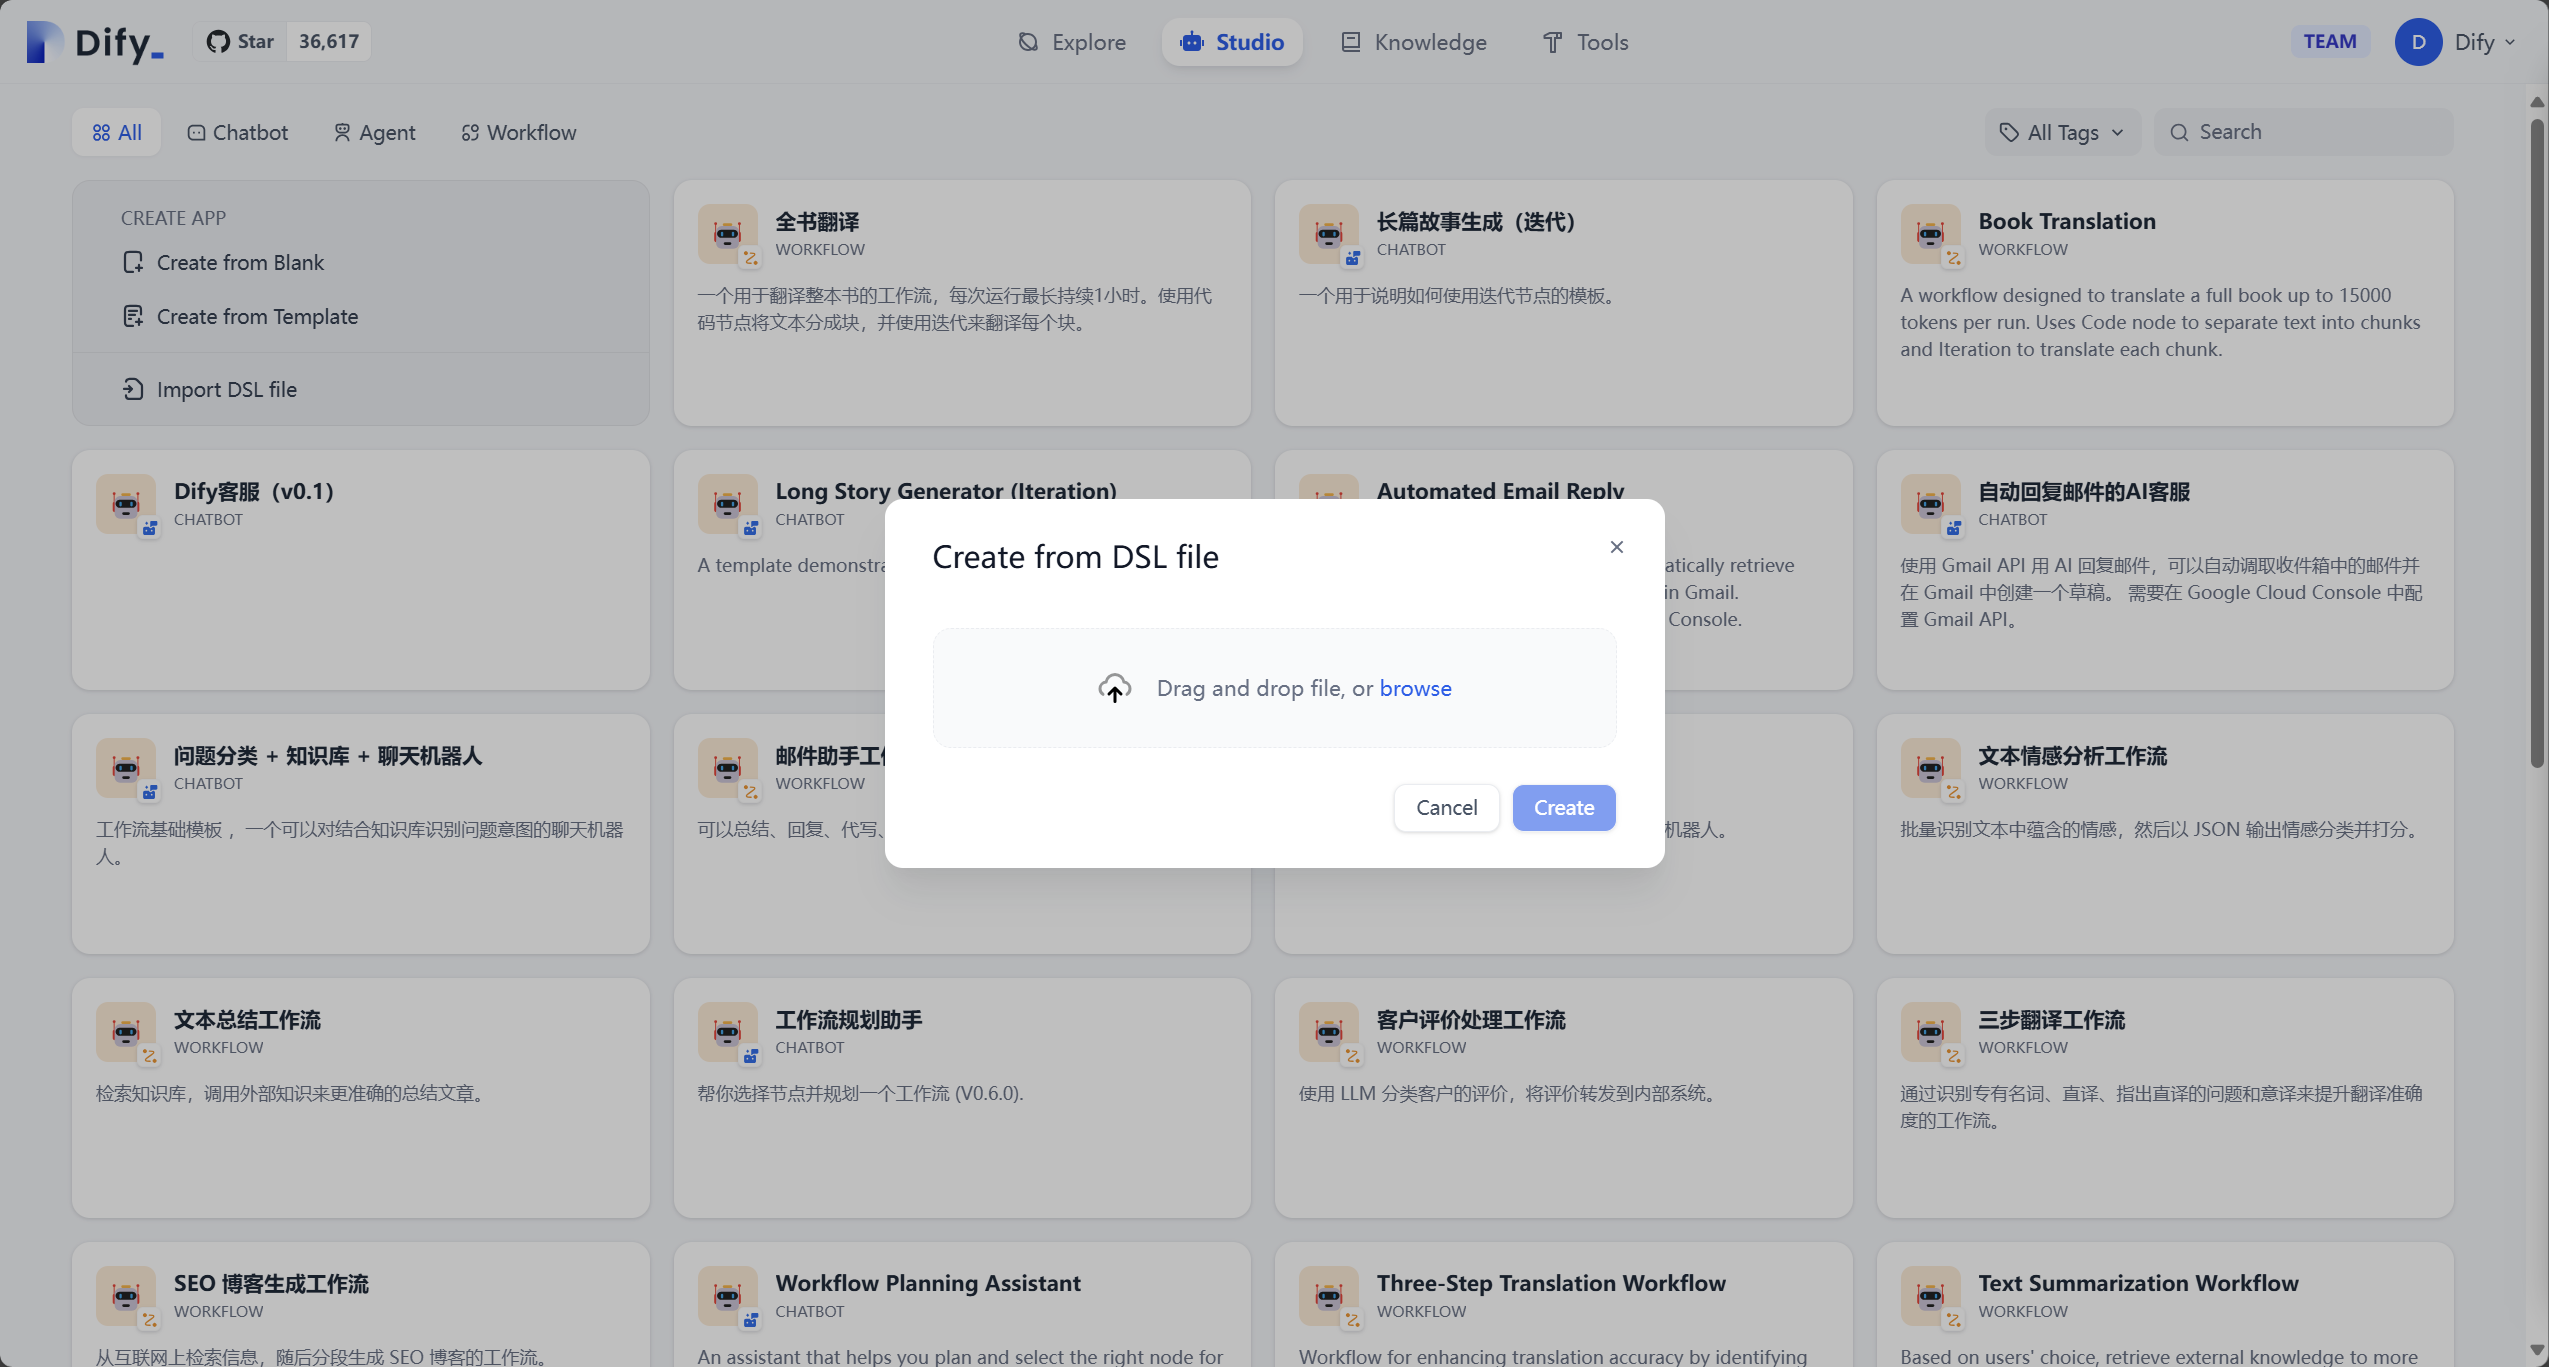 Dify_
Star 36,617
Explore
Studio
Knowledge
Tools
TEAM
D Dify
All
Chatbot
Agent
Workflow
All Tags
Search
CREATE APP
Create from Blank
Create from Template
Import DSL file
全书翻译
WORKFLOW
一个用于翻译整本书的工作流，每次运行最长持续1小时。使用代
码节点将文本分成块，并使用迭代来翻译每个块。
长篇故事生成（迭代）
CHATBOT
一个用于说明如何使用迭代节点的模板。
Book Translation
WORKFLOW
A workflow designed to translate a full book up to 15000
tokens per run. Uses Code node to separate text into chunks
and Iteration to translate each chunk.
Dify客服（v0.1）
CHATBOT
Long Story Generator (Iteration)
CHATBOT
A template demonstra
Automated Email Reply
atically retrieve
in Gmail.
Console.
自动回复邮件的AI客服
CHATBOT
使用 Gmail API 用 AI 回复邮件，可以自动调取收件箱中的邮件并
在 Gmail 中创建一个草稿。 需要在 Google Cloud Console 中配
置 Gmail API。
Create from DSL file
Drag and drop file, or browse
Cancel
Create
问题分类 + 知识库 + 聊天机器人
CHATBOT
工作流基础模板 ，一个可以对结合知识库识别问题意图的聊天机器
人。
邮件助手工
WORKFLOW
可以总结、回复、代写、
机器人。
文本情感分析工作流
WORKFLOW
批量识别文本中蕴含的情感，然后以 JSON 输出情感分类并打分。
文本总结工作流
WORKFLOW
检索知识库，调用外部知识来更准确的总结文章。
工作流规划助手
CHATBOT
帮你选择节点并规划一个工作流 (V0.6.0).
客户评价处理工作流
WORKFLOW
使用 LLM 分类客户的评价，将评价转发到内部系统。
三步翻译工作流
WORKFLOW
通过识别专有名词、直译、指出直译的问题和意译来提升翻译准确
度的工作流。
SEO 博客生成工作流
WORKFLOW
从互联网上检索信息，随后分段生成 SEO 博客的工作流。
Workflow Planning Assistant
CHATBOT
An assistant that helps you plan and select the right node for
Three-Step Translation Workflow
WORKFLOW
Workflow for enhancing translation accuracy by identifying
Text Summarization Workflow
WORKFLOW
Based on users' choice, retrieve external knowledge to more